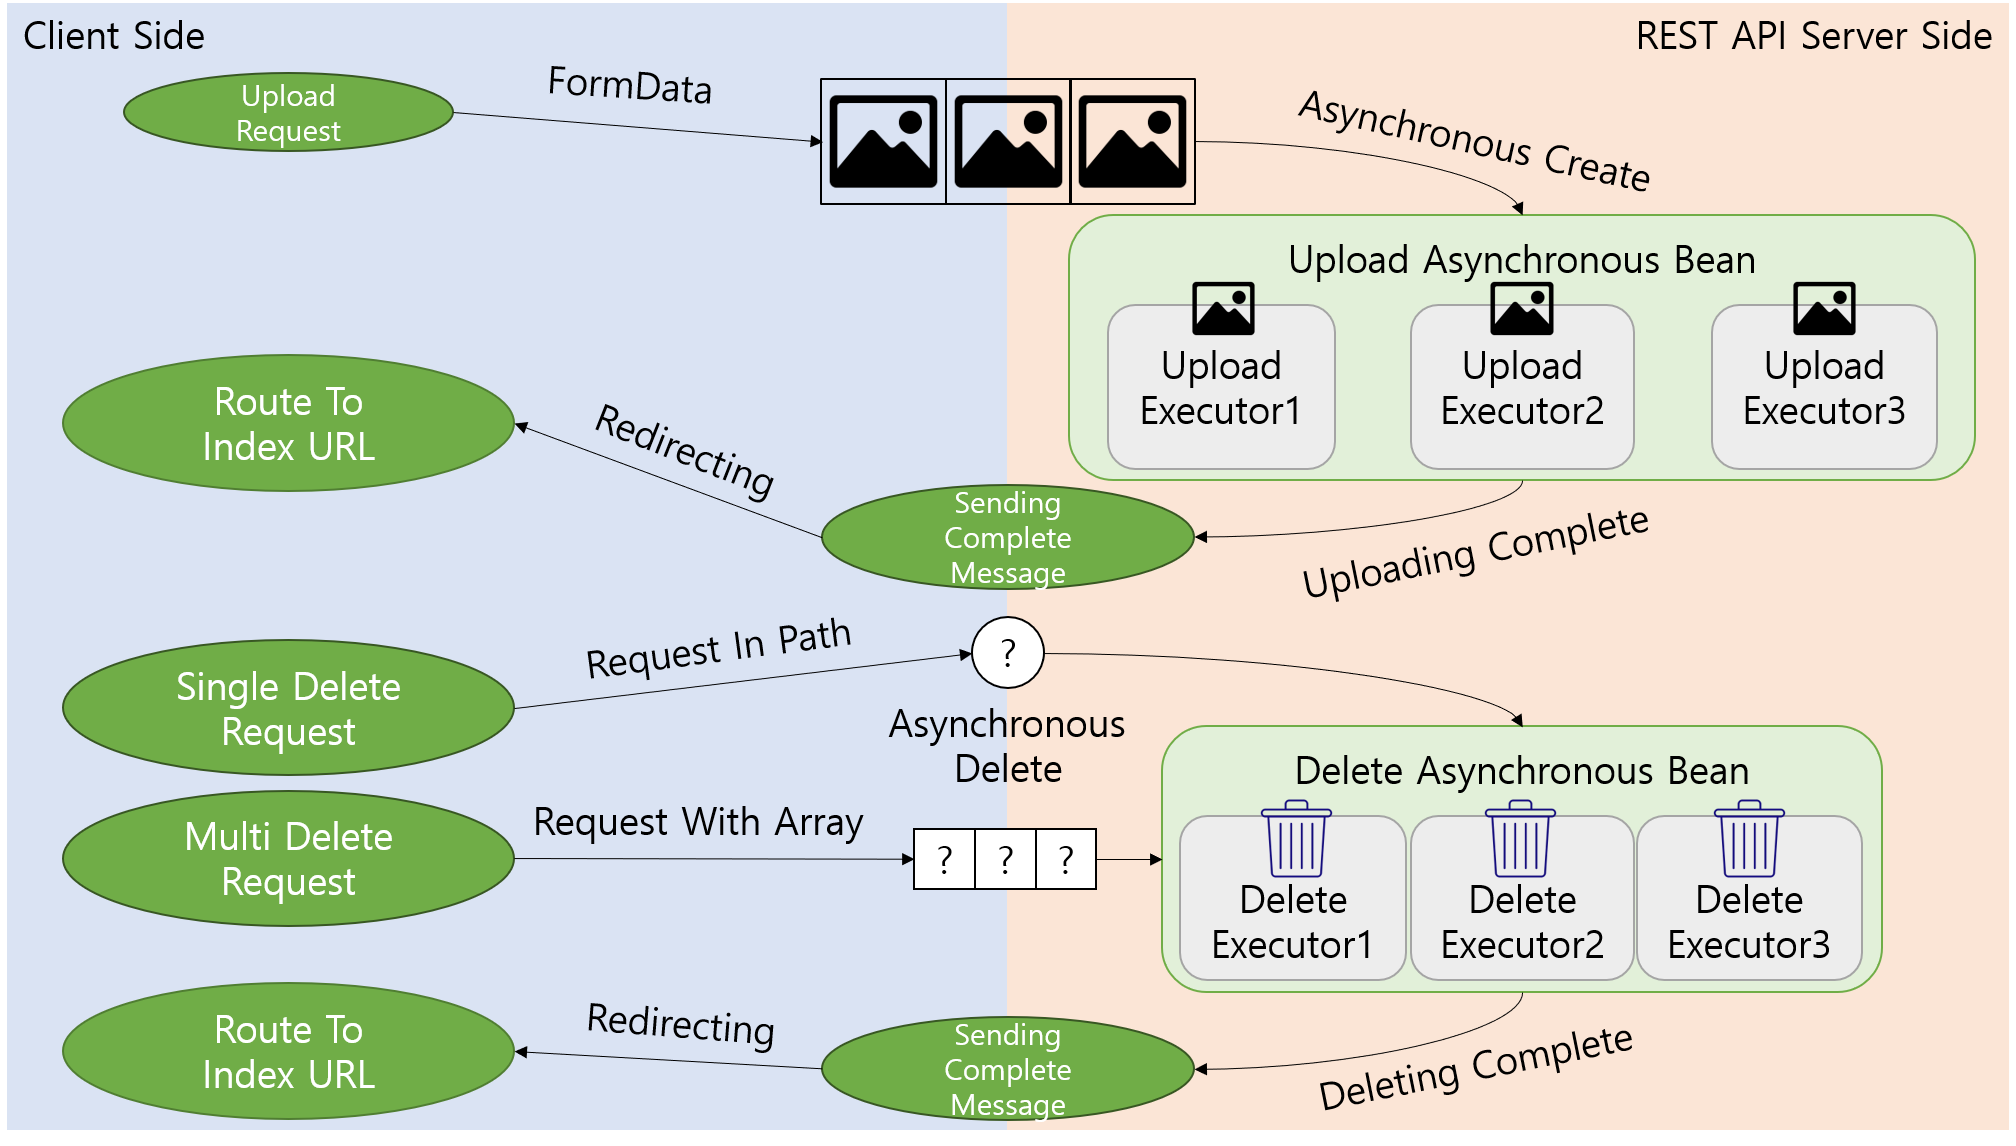 Client Side
REST API Server Side
Upload
Request
FormData
Asynchronous Create
Upload Asynchronous Bean
Upload
Executor1
Upload
Executor2
Upload
Executor3
Route To
Index URL
Redirecting
Sending
Complete
Message
Uploading Complete
Single Delete
Request
Request In Path
?
Asynchronous
Delete
Delete Asynchronous Bean
Multi Delete
Request
Request With Array
? ? ?
Delete
Executor1
Delete
Executor2
Delete
Executor3
Route To
Index URL
Redirecting
Sending
Complete
Message
Deleting Complete